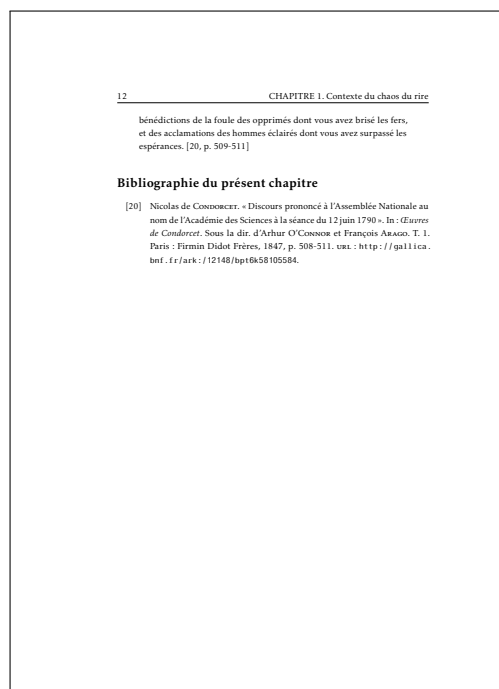 12 CHAPITRE 1. Contexte du chaos du rire
bénédictions de la foule des opprimés dont vous avez brisé les fers,
et des acclamations des hommes éclairés dont vous avez surpassé les
espérances. [20, p. 509-511]
Bibliographie du présent chapitre
[20] Nicolas de Condorcet. « Discours prononcé à l'Assemblée Nationale au
nom de l'Académie des Sciences à la séance du 12 juin 1790 ». In : Œuvres
de Condorcet. Sous la dir. d'Arhur O'Connor et François Arago. T. 1.
Paris : Firmin Didot Frères, 1847, p. 508-511. url : http://gallica.
bnf.fr/ark:/12148/bpt6k58105584.